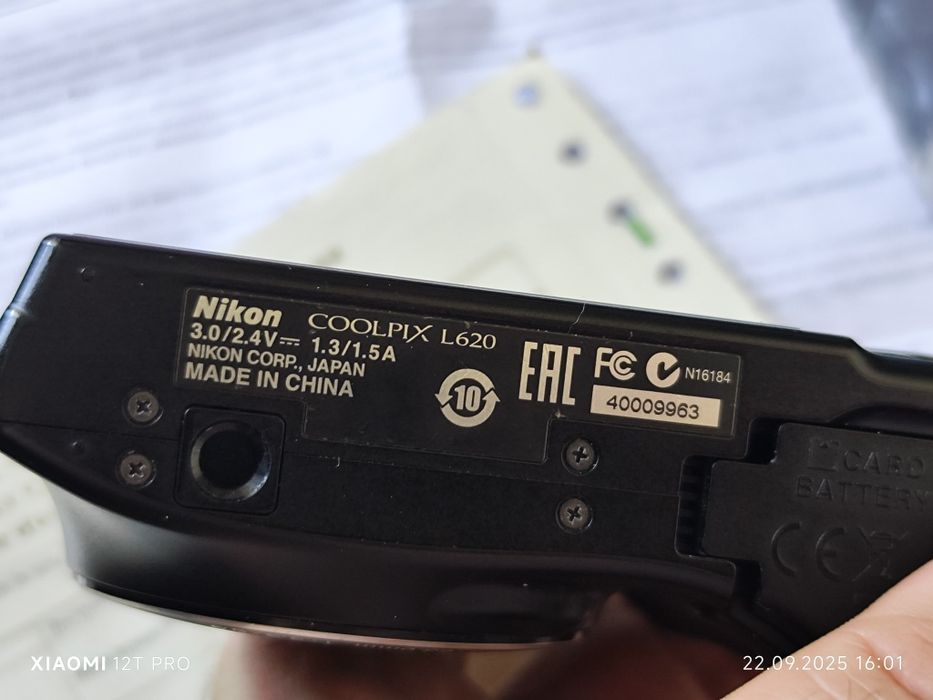 Nikon COOLPIX L620
3.0/2.4V⎓ 1.3/1.5A
NIKON CORP., JAPAN
MADE IN CHINA
10
EAC FC N16184
40009963
CARD
BATTERY
CE
XIAOMI 12T PRO
22.09.2025 16:01